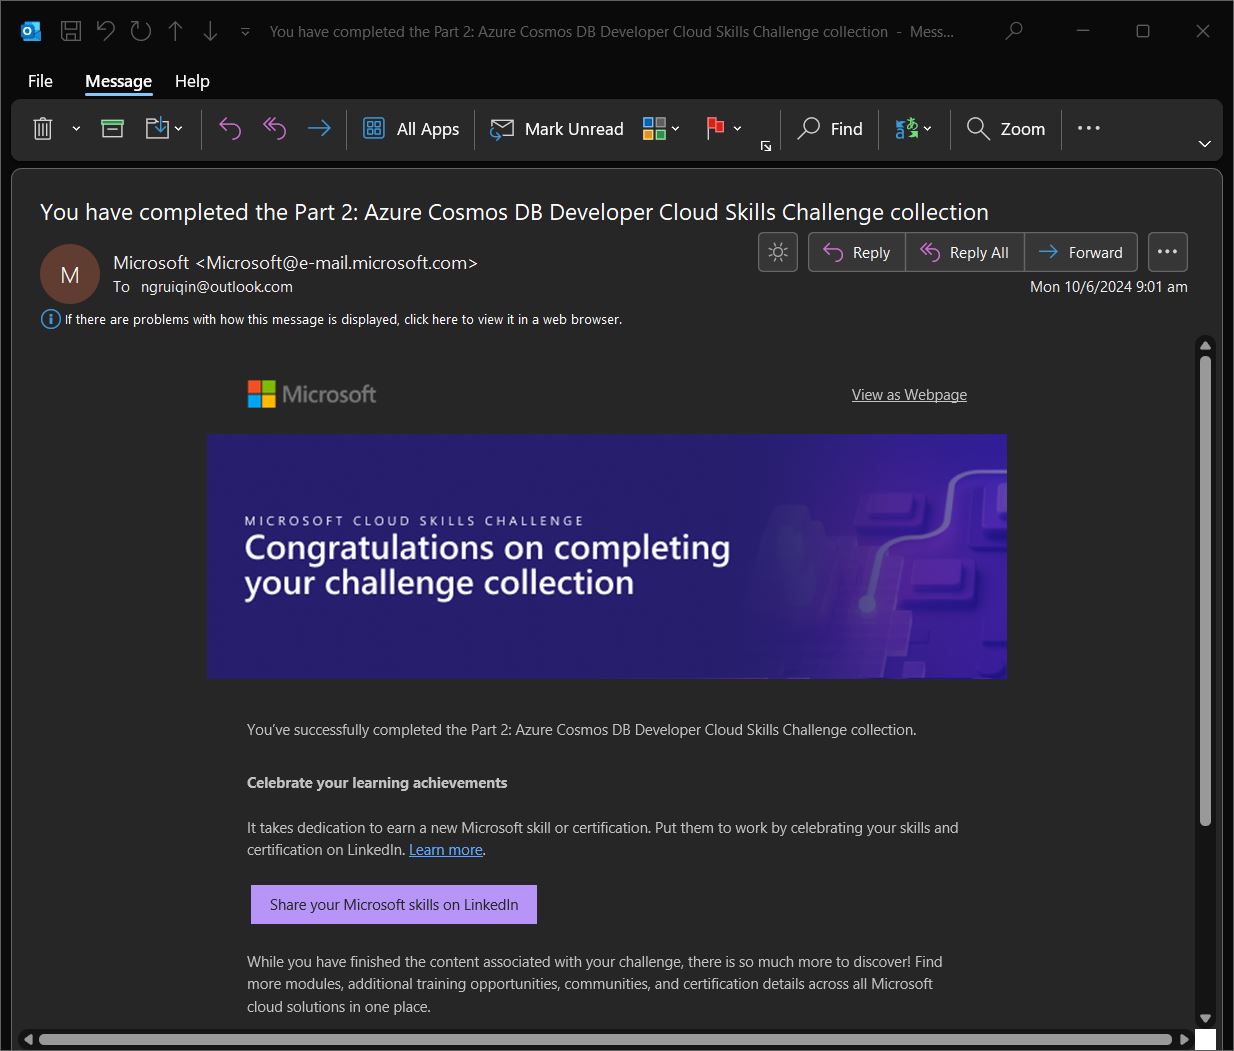 You have completed the Part 2: Azure Cosmos DB Developer Cloud Skills Challenge collection - Mess...
File Message Help
All Apps Mark Unread Find Zoom
You have completed the Part 2: Azure Cosmos DB Developer Cloud Skills Challenge collection
M
Microsoft <Microsoft@e-mail.microsoft.com>
To ngruiqin@outlook.com
Reply Reply All Forward
Mon 10/6/2024 9:01 am
If there are problems with how this message is displayed, click here to view it in a web browser.
Microsoft
View as Webpage
MICROSOFT CLOUD SKILLS CHALLENGE
Congratulations on completing
your challenge collection
You’ve successfully completed the Part 2: Azure Cosmos DB Developer Cloud Skills Challenge collection.
Celebrate your learning achievements
It takes dedication to earn a new Microsoft skill or certification. Put them to work by celebrating your skills and
certification on LinkedIn. Learn more.
Share your Microsoft skills on LinkedIn
While you have finished the content associated with your challenge, there is so much more to discover! Find
more modules, additional training opportunities, communities, and certification details across all Microsoft
cloud solutions in one place.